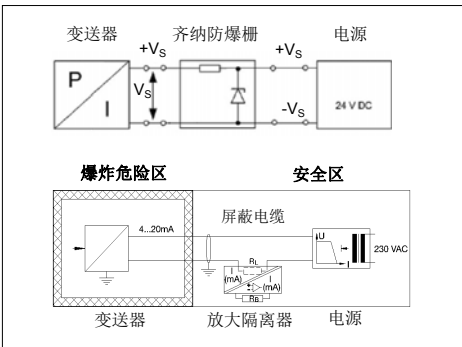 变送器 齐纳防爆栅 电源
+Vs +Vs
P
I
Vs
24 V DC
-Vs
爆炸危险区 安全区
屏蔽电缆
4...20mA
U
I
230 VAC
RL
I (mA) I (mA)
RB
变送器 放大隔离器 电源